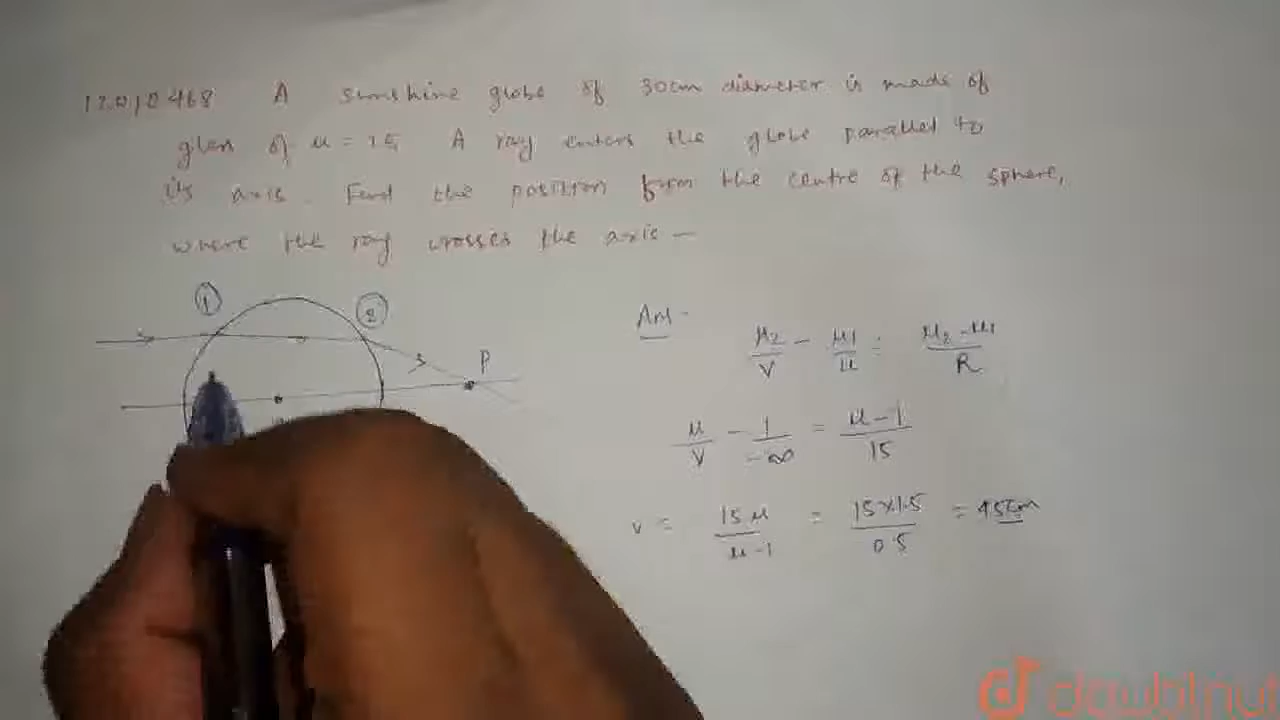 12010468 A sunshine globe of 30cm diameter is made of
glass of μ = 1.5 A ray enters the globe parallel to
its axis. Find the position from the centre of the sphere,
where the ray crosses the axis —
1
2
P
Ans -
μ2/v - μ1/u = μ2-μ1/R
μ/v - 1/-∞ = μ-1/15
v = 15μ/μ-1 = 15×1.5/0.5 = 45cm
doubtnut